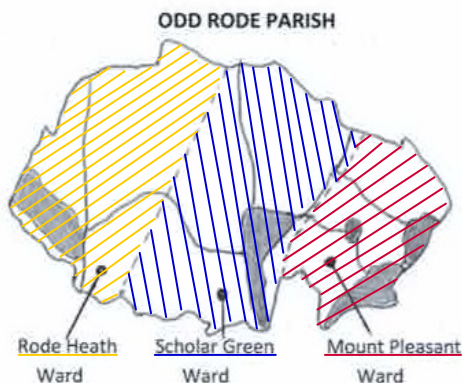 ODD RODE PARISH
Rode Heath Scholar Green Mount Pleasant
Ward Ward Ward